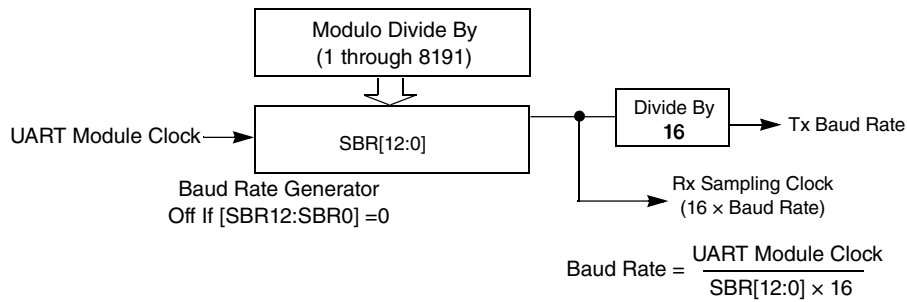 Modulo Divide By
(1 through 8191)
UART Module Clock
SBR[12:0]
Divide By
16
Tx Baud Rate
Baud Rate Generator
Off If [SBR12:SBR0] =0
Rx Sampling Clock
(16 × Baud Rate)
Baud Rate = UART Module Clock
SBR[12:0] × 16